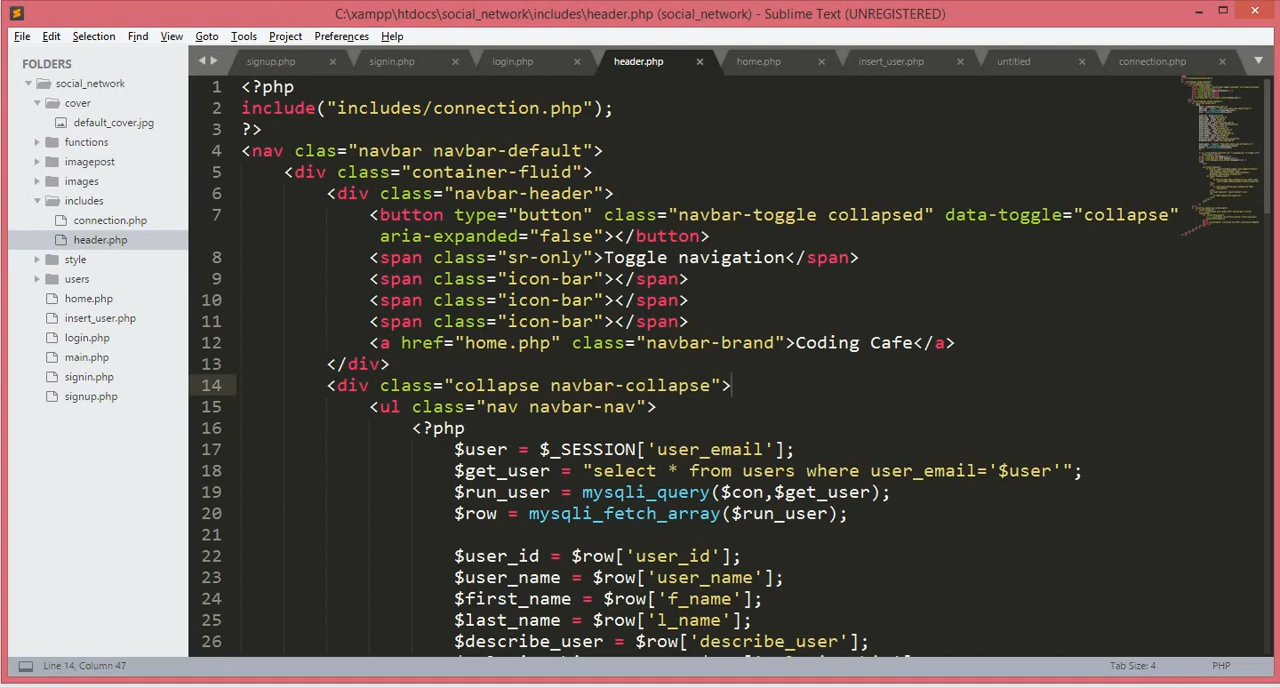 C:\xampp\htdocs\social_network\includes\header.php (social_network) - Sublime Text (UNREGISTERED)
File Edit Selection Find View Goto Tools Project Preferences Help
FOLDERS
social_network
cover
default_cover.jpg
functions
imagepost
images
includes
connection.php
header.php
style
users
home.php
insert_user.php
login.php
main.php
signin.php
signup.php
signup.php signin.php login.php header.php home.php insert_user.php untitled connection.php
1 <?php
2 include("includes/connection.php");
3 ?>
4 <nav clas="navbar navbar-default">
5 <div class="container-fluid">
6 <div class="navbar-header">
7 <button type="button" class="navbar-toggle collapsed" data-toggle="collapse"
aria-expanded="false"></button>
8 <span class="sr-only">Toggle navigation</span>
9 <span class="icon-bar"></span>
10 <span class="icon-bar"></span>
11 <span class="icon-bar"></span>
12 <a href="home.php" class="navbar-brand">Coding Cafe</a>
13 </div>
14 <div class="collapse navbar-collapse">
15 <ul class="nav navbar-nav">
16 <?php
17 $user = $_SESSION['user_email'];
18 $get_user = "select * from users where user_email='$user'";
19 $run_user = mysqli_query($con,$get_user);
20 $row = mysqli_fetch_array($run_user);
21
22 $user_id = $row['user_id'];
23 $user_name = $row['user_name'];
24 $first_name = $row['f_name'];
25 $last_name = $row['l_name'];
26 $describe_user = $row['describe_user'];
Line 14, Column 47
Tab Size: 4 PHP